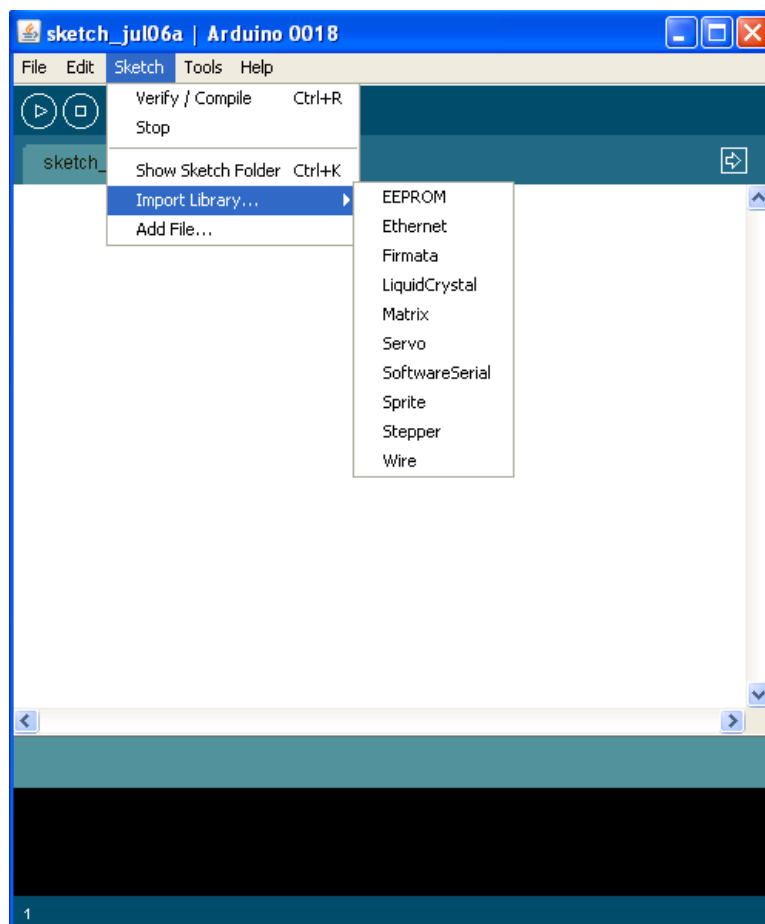 sketch_jul06a | Arduino 0018
File Edit Sketch Tools Help
Verify / Compile Ctrl+R
Stop
sketch_
Show Sketch Folder Ctrl+K
Import Library...
Add File...
EEPROM
Ethernet
Firmata
LiquidCrystal
Matrix
Servo
SoftwareSerial
Sprite
Stepper
Wire
1